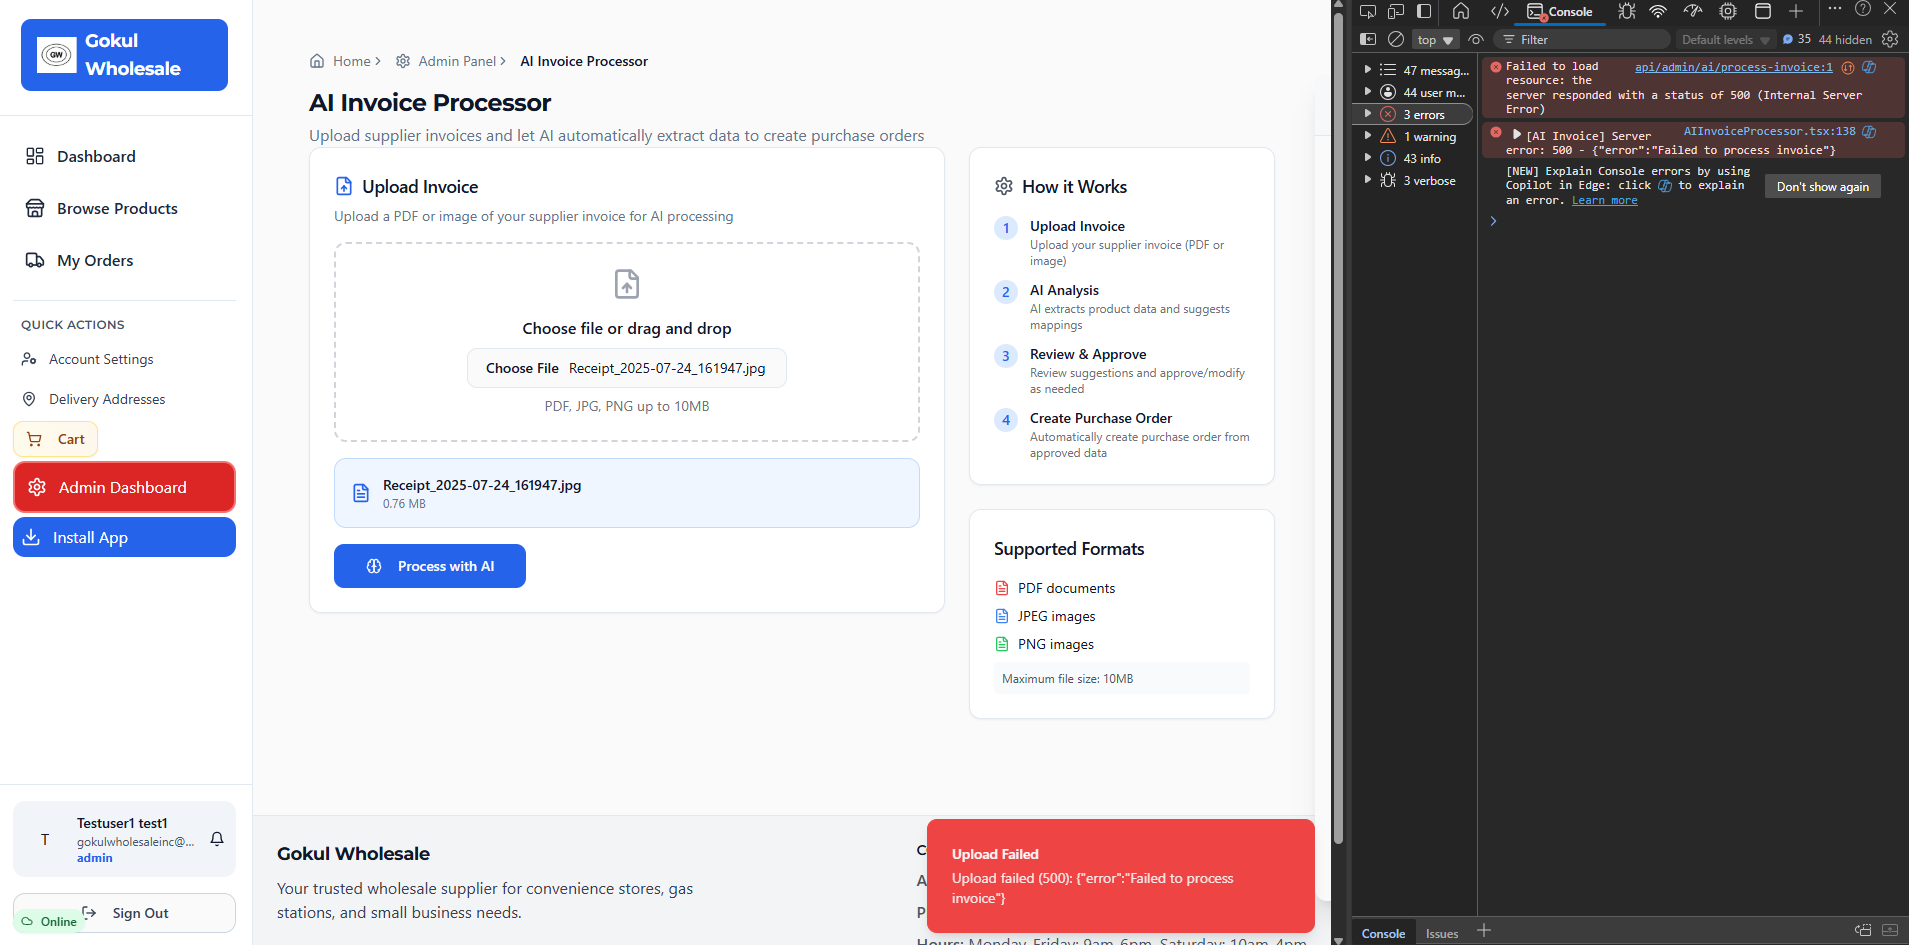 GW
Gokul
Wholesale
Dashboard
Browse Products
My Orders
QUICK ACTIONS
Account Settings
Delivery Addresses
Cart
Admin Dashboard
Install App
T
Testuser1 test1
gokulwholesaleinc@...
admin
Sign Out
Online
Home
Admin Panel
AI Invoice Processor
AI Invoice Processor
Upload supplier invoices and let AI automatically extract data to create purchase orders
Upload Invoice
Upload a PDF or image of your supplier invoice for AI processing
Choose file or drag and drop
Choose File Receipt_2025-07-24_161947.jpg
PDF, JPG, PNG up to 10MB
Receipt_2025-07-24_161947.jpg
0.76 MB
Process with AI
How it Works
1
Upload Invoice
Upload your supplier invoice (PDF or
image)
2
AI Analysis
AI extracts product data and suggests
mappings
3
Review & Approve
Review suggestions and approve/modify
as needed
4
Create Purchase Order
Automatically create purchase order from
approved data
Supported Formats
PDF documents
JPEG images
PNG images
Maximum file size: 10MB
Gokul Wholesale
Your trusted wholesale supplier for convenience stores, gas
stations, and small business needs.
Upload Failed
Upload failed (500): {"error":"Failed to process
invoice"}
Hours: Monday-Friday: 9am-6pm, Saturday: 10am-4pm
Console
top
Filter
Default levels
35
44 hidden
47 messag...
44 user m...
3 errors
1 warning
43 info
3 verbose
Failed to load api/admin/ai/process-invoice:1
resource: the
server responded with a status of 500 (Internal Server
Error)
[AI Invoice] Server AIInvoiceProcessor.tsx:138
error: 500 - {"error":"Failed to process invoice"}
[NEW] Explain Console errors by using
Copilot in Edge: click to explain
an error. Learn more
Don't show again
Console
Issues